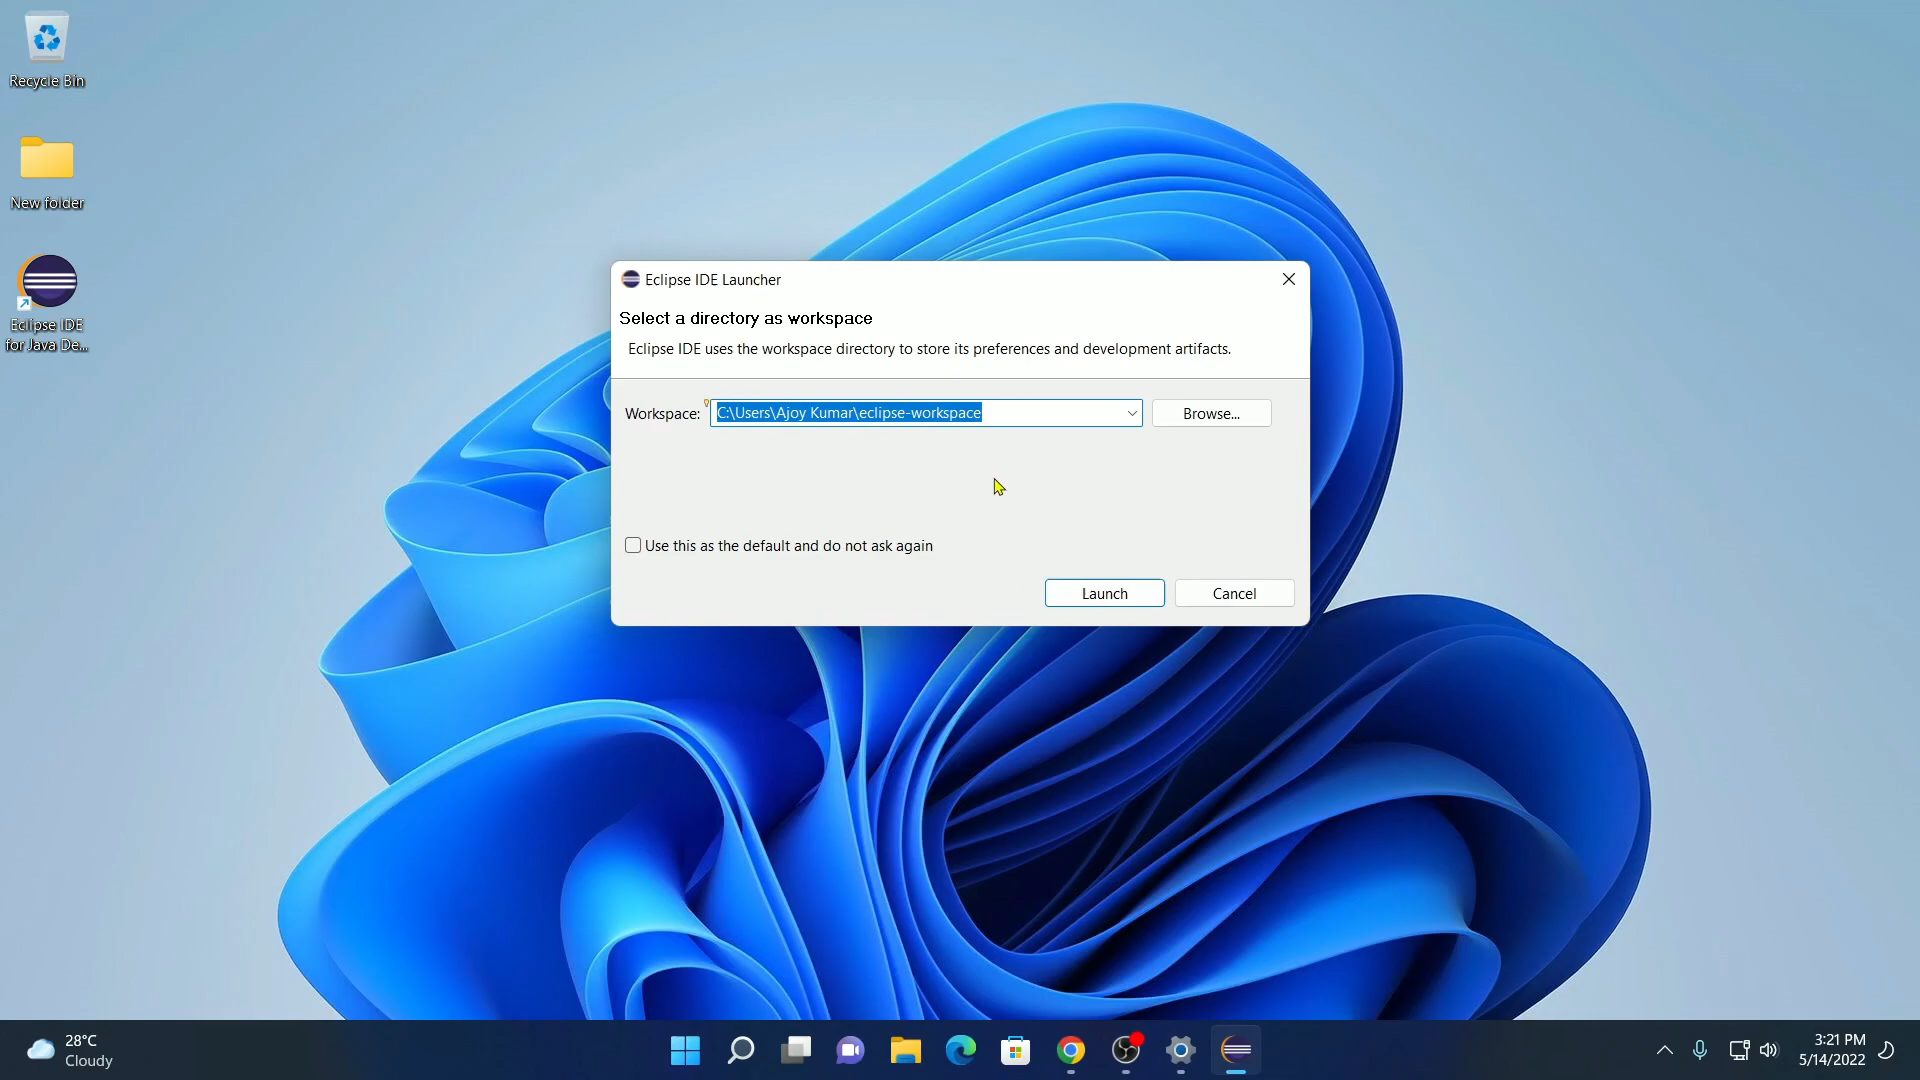 Recycle Bin
New folder
Eclipse IDE
for Java De...
Eclipse IDE Launcher
Select a directory as workspace
Eclipse IDE uses the workspace directory to store its preferences and development artifacts.
Workspace: C:\Users\Ajoy Kumar\eclipse-workspace Browse...
Use this as the default and do not ask again
Launch Cancel
28°C
Cloudy
3:21 PM
5/14/2022